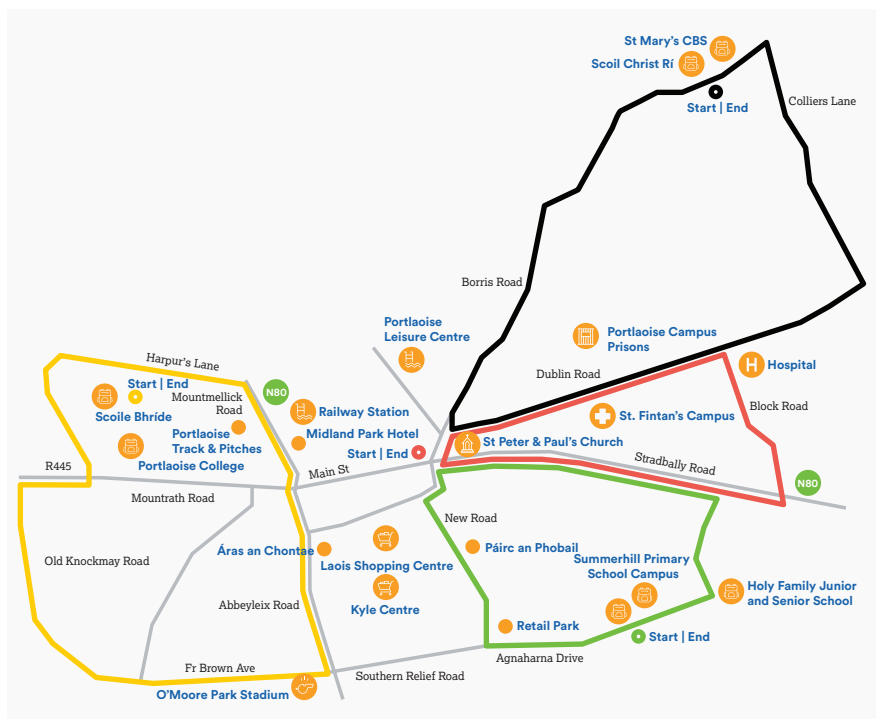 St Mary's CBS
Scoil Christ Rí
Colliers Lane
Start | End
Borris Road
Portlaoise
Leisure Centre
Portlaoise Campus
Prisons
Harpur's Lane
Dublin Road
Hospital
Start | End
N80
Mountmellick
Road
Block Road
Scoile Bhríde
Railway Station
St. Fintan's Campus
Portlaoise
Track & Pitches
Midland Park Hotel
St Peter & Paul's Church
Start | End
Portlaoise College
R445
Main St
Stradbally Road
N80
Mountrath Road
New Road
Old Knockmay Road
Áras an Chontae
Páirc an Phobail
Laois Shopping Centre
Summerhill Primary
School Campus
Abbeyleix Road
Kyle Centre
Holy Family Junior
and Senior School
Retail Park
Start | End
Fr Brown Ave
Southern Relief Road
Agnaharna Drive
O'Moore Park Stadium
H